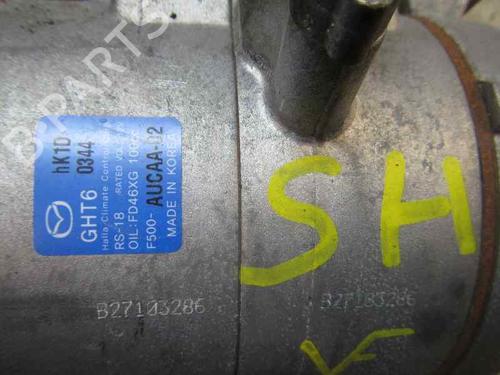 hK1D
0344
GHT6
Halla Climate Control
RS-18
RATED VOL
OIL:FD46XG 100cc
F500-AUCAA-02
MADE IN KOREA
SH
B27103286
B27103286
B-PARTS